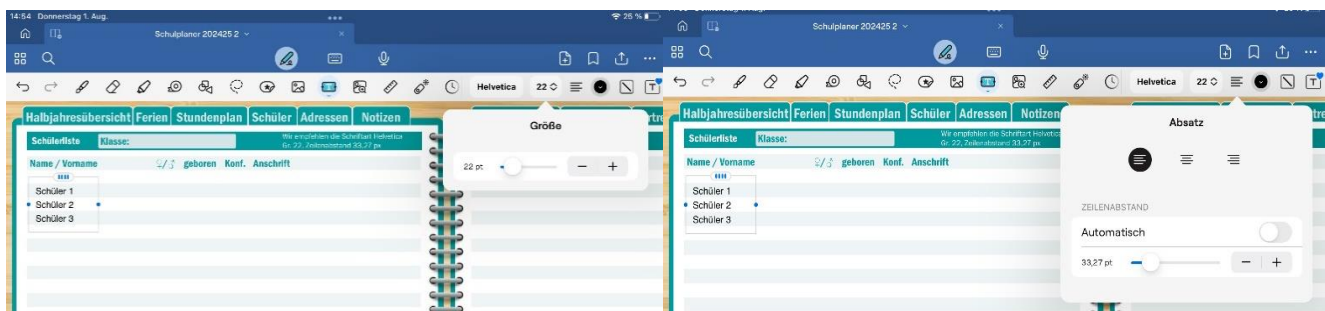 14:54 Donnerstag 1. Aug.
25 %
Schulplaner 202425 2
Helvetica 22
Halbjahresübersicht Ferien Stundenplan Schüler Adressen Notizen
Größe
Schülerliste Klasse:
Wir empfehlen die Schriftart Helvetica
Gr. 22, Zeilenabstand 33,27 px
Name / Vorname ♀/♂ geboren Konf. Anschrift
22 pt
Schüler 1
Schüler 2
Schüler 3
Schulplaner 202425 2
Helvetica 22
Halbjahresübersicht Ferien Stundenplan Schüler Adressen Notizen
Absatz
Schülerliste Klasse:
Wir empfehlen die Schriftart Helvetica
Gr. 22, Zeilenabstand 33,27 px
Name / Vorname ♀/♂ geboren Konf. Anschrift
Schüler 1
Schüler 2
Schüler 3
ZEILENABSTAND
Automatisch
33,27 pt